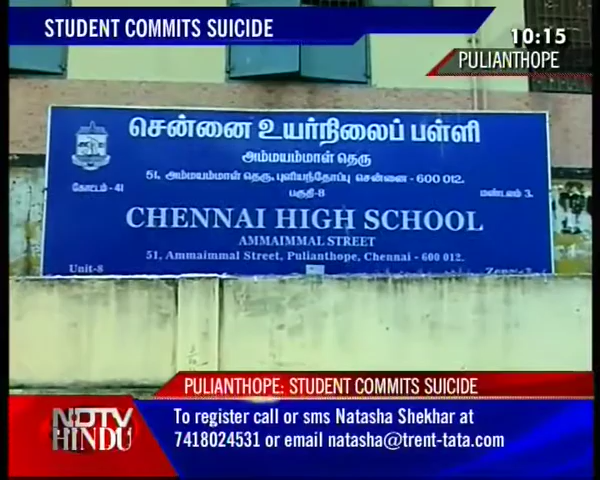 STUDENT COMMITS SUICIDE
10:15
PULIANTHOPE
சென்னை உயர்நிலைப் பள்ளி
அம்மயம்மாள் தெரு
51, அம்மயம்மாள் தெரு, புளியந்தோப்பு சென்னை - 600 012.
கோட்டம் - 41
பகுதி-8
மண்டலம் 3.
CHENNAI HIGH SCHOOL
AMMAIMMAL STREET
51, Ammaimmal Street, Pulianthope, Chennai - 600 012.
Unit-8
PULIANTHOPE: STUDENT COMMITS SUICIDE
NDTV
HINDU
To register call or sms Natasha Shekhar at
7418024531 or email natasha@trent-tata.com